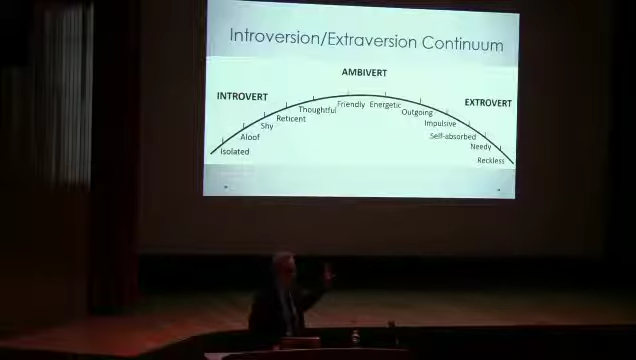 Introversion/Extraversion Continuum
AMBIVERT
INTROVERT
EXTROVERT
Isolated
Aloof
Shy
Reticent
Thoughtful
Friendly
Energetic
Outgoing
Impulsive
Self-absorbed
Needy
Reckless